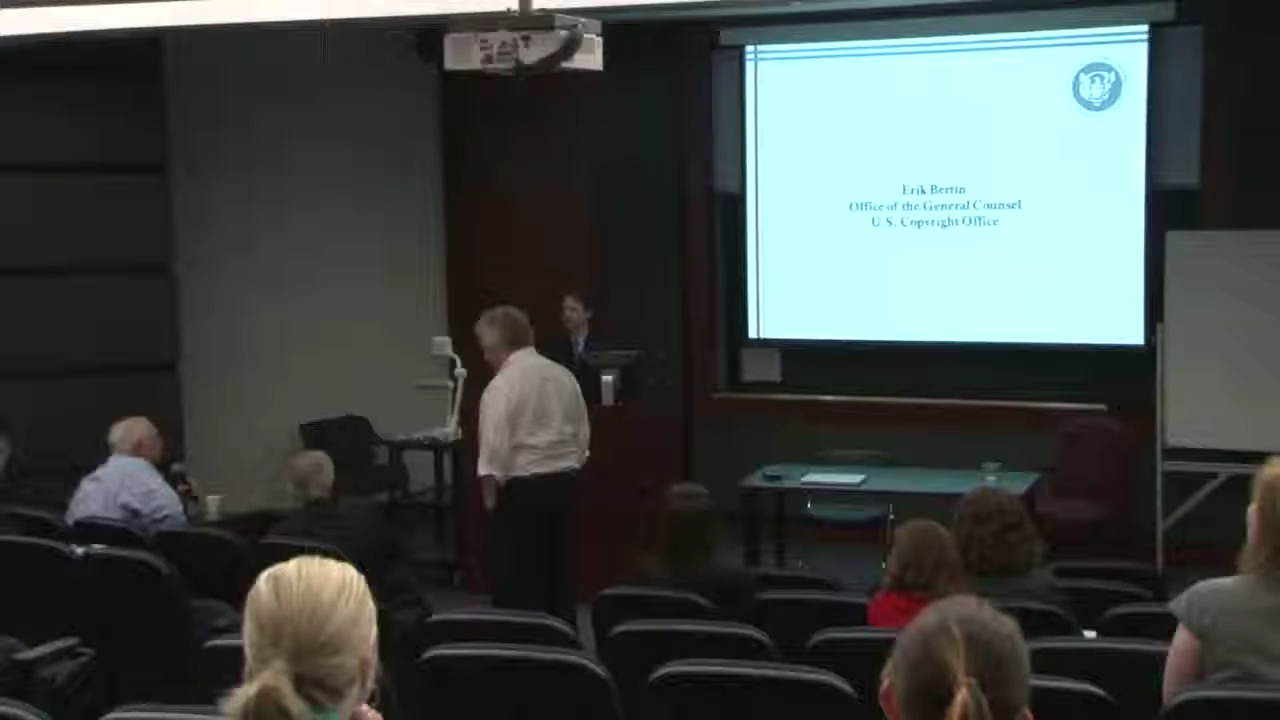 Erik Bertin
Office of the General Counsel
U.S. Copyright Office